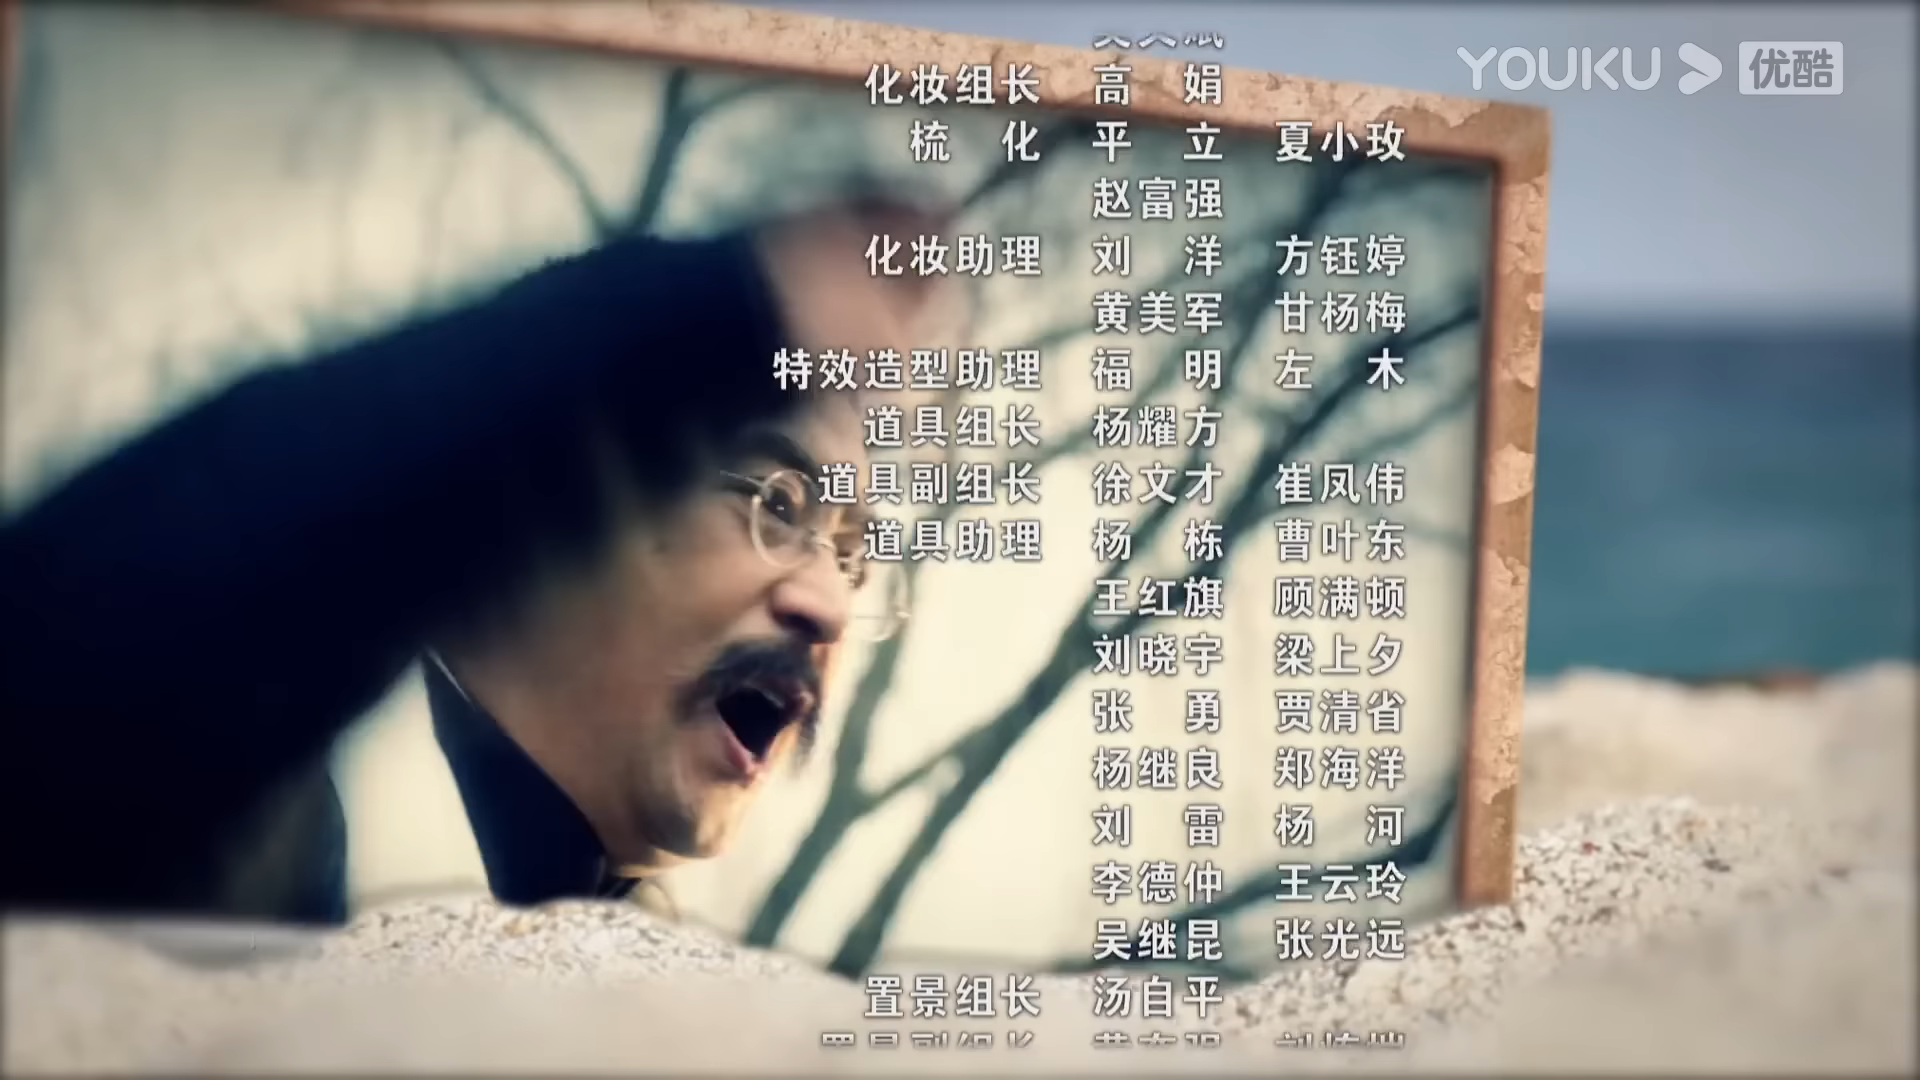 YOUKU 优酷
化妆组长 高娟
梳化 平立 夏小玫
赵富强
化妆助理 刘洋 方钰婷
黄美军 甘杨梅
特效造型助理 福明 左木
道具组长 杨耀方
道具副组长 徐文才 崔凤伟
道具助理 杨栋 曹叶东
王红旗 顾满顿
刘晓宇 梁上夕
张勇 贾清省
杨继良 郑海洋
刘雷 杨河
李德仲 王云玲
吴继昆 张光远
置景组长 汤自平